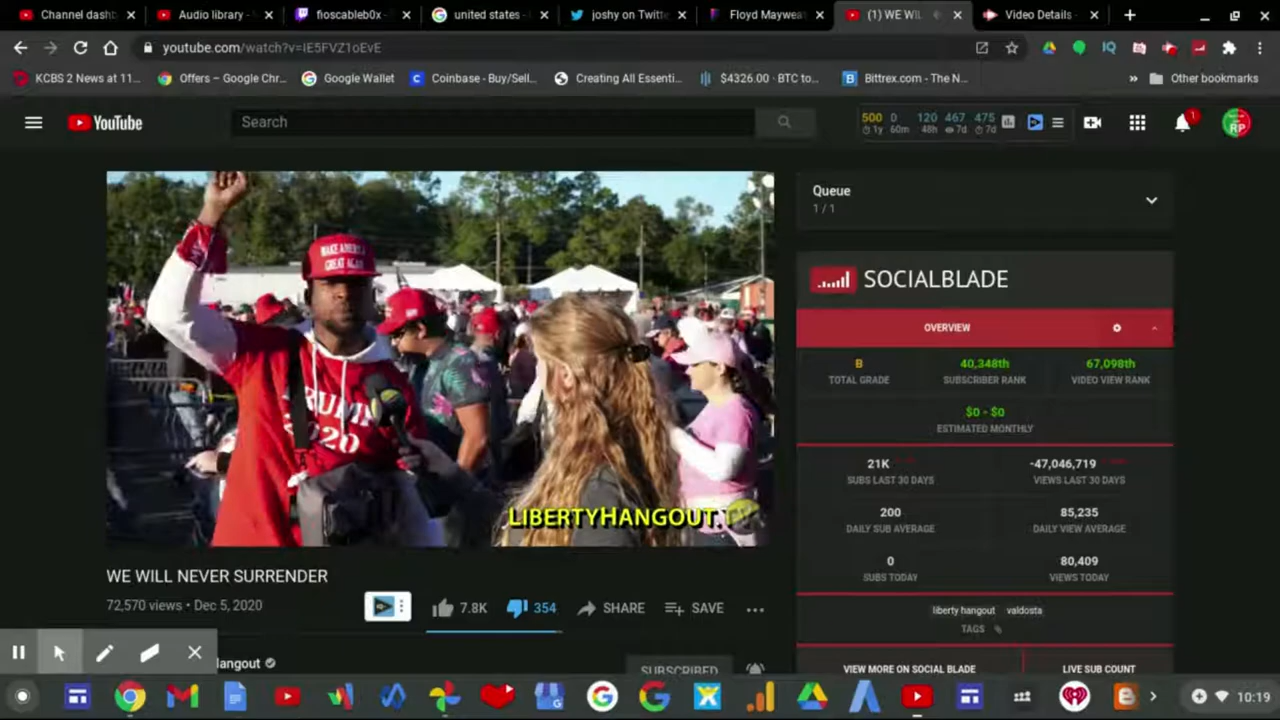 Channel dashb
Audio library - 
fioscableb0x - 
united states - 
joshy on Twitte
Floyd Mayweat
(1) WE WIL
Video Details - 
youtube.com/watch?v=iE5FVZ1oEvE
KCBS 2 News at 11...
Offers – Google Chr...
Google Wallet
Coinbase - Buy/Sell...
Creating All Essenti...
$4326.00 · BTC to...
Bittrex.com - The N...
»
Other bookmarks
YouTube
Search
500 0 120 467 475
1y 60m 48h 7d 7d
1
RP
MAKE AMERICA
GREAT AGAIN
TRUMP
2020
LIBERTYHANGOUT.
Queue
1 / 1
SOCIALBLADE
OVERVIEW
B 40,348th 67,098th
TOTAL GRADE SUBSCRIBER RANK VIDEO VIEW RANK
$0 - $0
ESTIMATED MONTHLY
21K -47,046,719
SUBS LAST 30 DAYS VIEWS LAST 30 DAYS
200 85,235
DAILY SUB AVERAGE DAILY VIEW AVERAGE
0 80,409
SUBS TODAY VIEWS TODAY
liberty hangout valdosta
TAGS
VIEW MORE ON SOCIAL BLADE LIVE SUB COUNT
WE WILL NEVER SURRENDER
72,570 views • Dec 5, 2020
7.8K 354 SHARE SAVE ...
angout
SUBSCRIBED
10:19